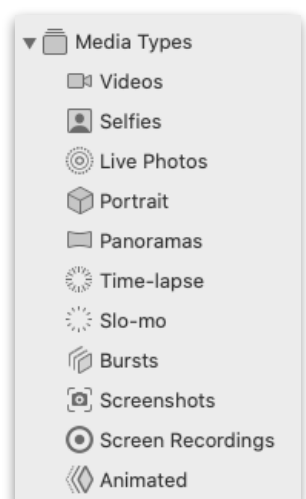 Media Types
Videos
Selfies
Live Photos
Portrait
Panoramas
Time-lapse
Slo-mo
Bursts
Screenshots
Screen Recordings
Animated